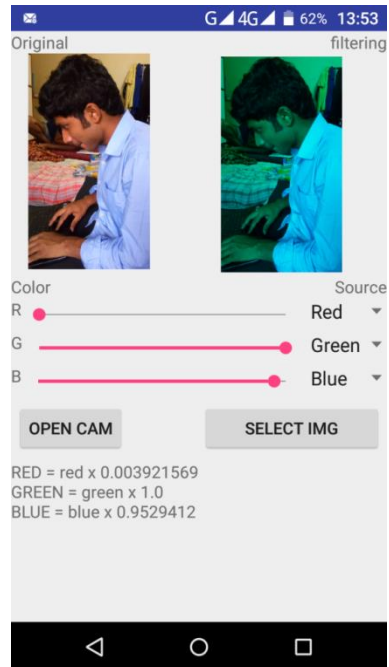 G 4G 62% 13:53
Original filtering
Color Source
R Red
G Green
B Blue
OPEN CAM SELECT IMG
RED = red x 0.003921569
GREEN = green x 1.0
BLUE = blue x 0.9529412